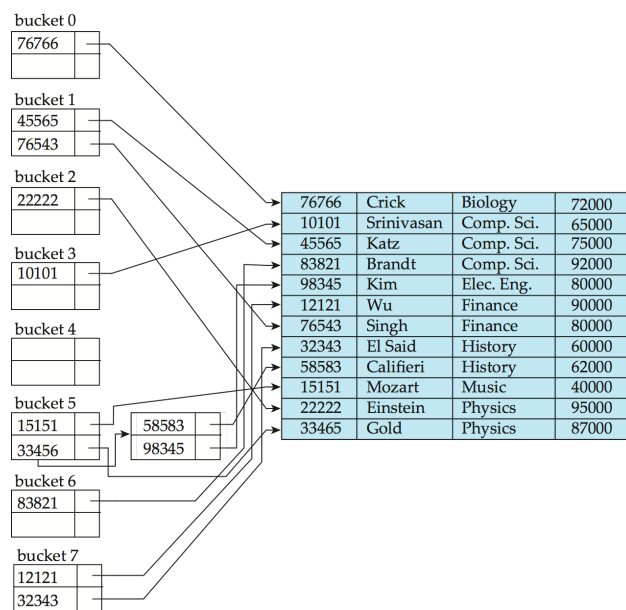 bucket 0
76766
bucket 1
45565
76543
bucket 2
22222
bucket 3
10101
bucket 4
bucket 5
15151
33456
58583
98345
bucket 6
83821
bucket 7
12121
32343
76766 Crick Biology 72000
10101 Srinivasan Comp. Sci. 65000
45565 Katz Comp. Sci. 75000
83821 Brandt Comp. Sci. 92000
98345 Kim Elec. Eng. 80000
12121 Wu Finance 90000
76543 Singh Finance 80000
32343 El Said History 60000
58583 Califieri History 62000
15151 Mozart Music 40000
22222 Einstein Physics 95000
33465 Gold Physics 87000